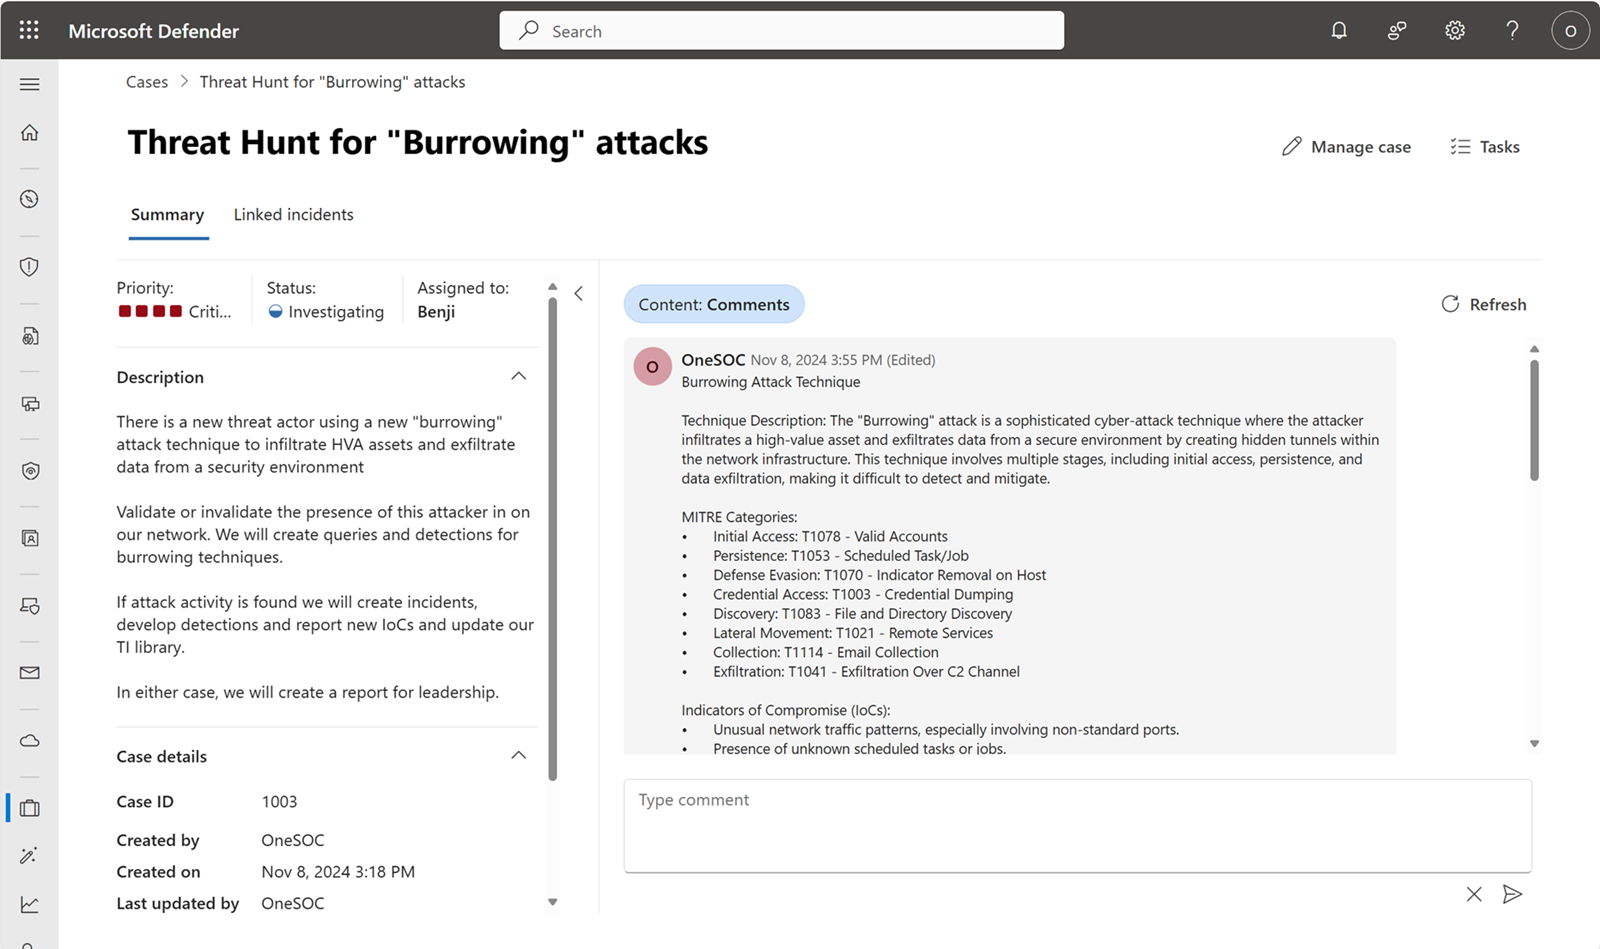 Microsoft Defender
Search
O
Cases > Threat Hunt for "Burrowing" attacks
Threat Hunt for "Burrowing" attacks
Manage case
Tasks
Summary
Linked incidents
Priority:
Criti...
Status:
Investigating
Assigned to:
Benji
Description
There is a new threat actor using a new "burrowing"
attack technique to infiltrate HVA assets and exfiltrate
data from a security environment
Validate or invalidate the presence of this attacker in on
our network. We will create queries and detections for
burrowing techniques.
If attack activity is found we will create incidents,
develop detections and report new IoCs and update our
TI library.
In either case, we will create a report for leadership.
Case details
Case ID 1003
Created by OneSOC
Created on Nov 8, 2024 3:18 PM
Last updated by OneSOC
Content: Comments
Refresh
O
OneSOC Nov 8, 2024 3:55 PM (Edited)
Burrowing Attack Technique
Technique Description: The "Burrowing" attack is a sophisticated cyber-attack technique where the attacker
infiltrates a high-value asset and exfiltrates data from a secure environment by creating hidden tunnels within
the network infrastructure. This technique involves multiple stages, including initial access, persistence, and
data exfiltration, making it difficult to detect and mitigate.
MITRE Categories:
• Initial Access: T1078 - Valid Accounts
• Persistence: T1053 - Scheduled Task/Job
• Defense Evasion: T1070 - Indicator Removal on Host
• Credential Access: T1003 - Credential Dumping
• Discovery: T1083 - File and Directory Discovery
• Lateral Movement: T1021 - Remote Services
• Collection: T1114 - Email Collection
• Exfiltration: T1041 - Exfiltration Over C2 Channel
Indicators of Compromise (IoCs):
• Unusual network traffic patterns, especially involving non-standard ports.
• Presence of unknown scheduled tasks or jobs.
Type comment